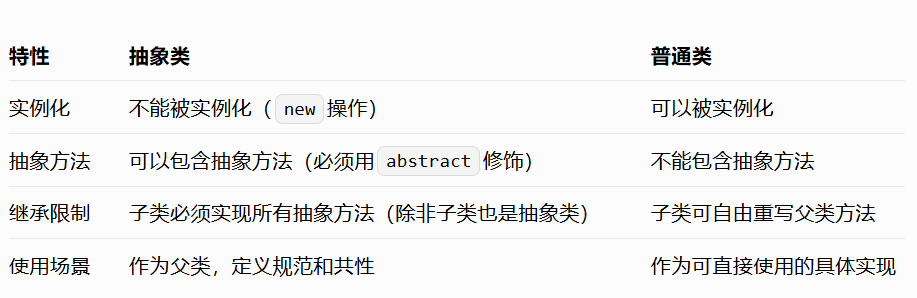 特性 抽象类 普通类
实例化 不能被实例化（new 操作） 可以被实例化
抽象方法 可以包含抽象方法（必须用 abstract 修饰） 不能包含抽象方法
继承限制 子类必须实现所有抽象方法（除非子类也是抽象类） 子类可自由重写父类方法
使用场景 作为父类，定义规范和共性 作为可直接使用的具体实现